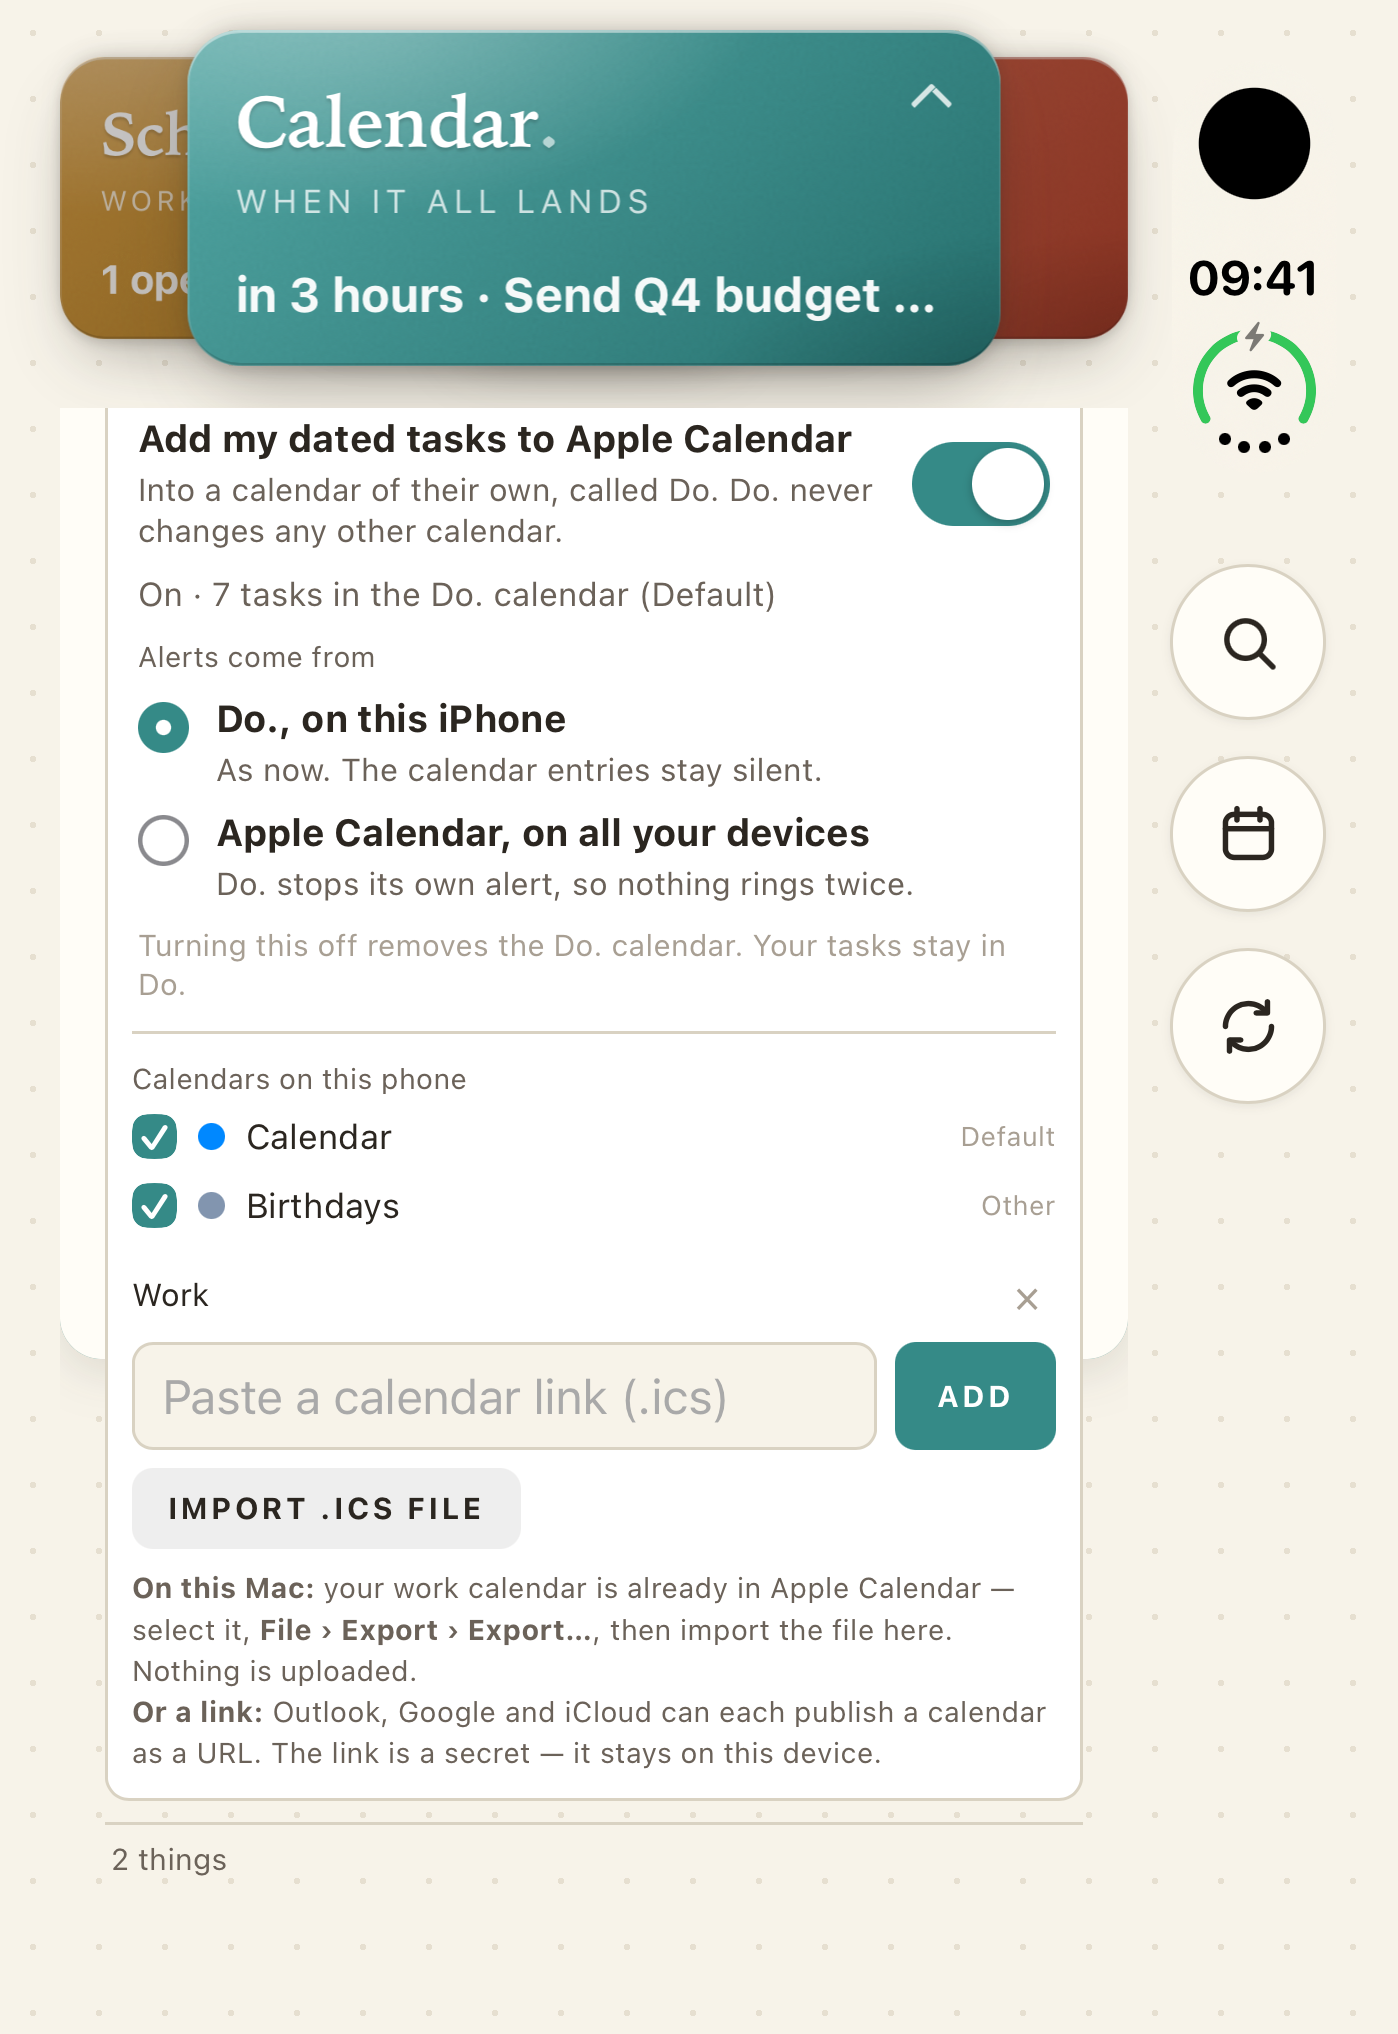 Sch
WORK
1 ope
Calendar.
WHEN IT ALL LANDS
in 3 hours · Send Q4 budget ...
09:41
Add my dated tasks to Apple Calendar
Into a calendar of their own, called Do. Do. never
changes any other calendar.
On · 7 tasks in the Do. calendar (Default)
Alerts come from
Do., on this iPhone
As now. The calendar entries stay silent.
Apple Calendar, on all your devices
Do. stops its own alert, so nothing rings twice.
Turning this off removes the Do. calendar. Your tasks stay in
Do.
Calendars on this phone
Calendar Default
Birthdays Other
Work ×
Paste a calendar link (.ics) ADD
IMPORT .ICS FILE
On this Mac: your work calendar is already in Apple Calendar —
select it, File › Export › Export..., then import the file here.
Nothing is uploaded.
Or a link: Outlook, Google and iCloud can each publish a calendar
as a URL. The link is a secret — it stays on this device.
2 things